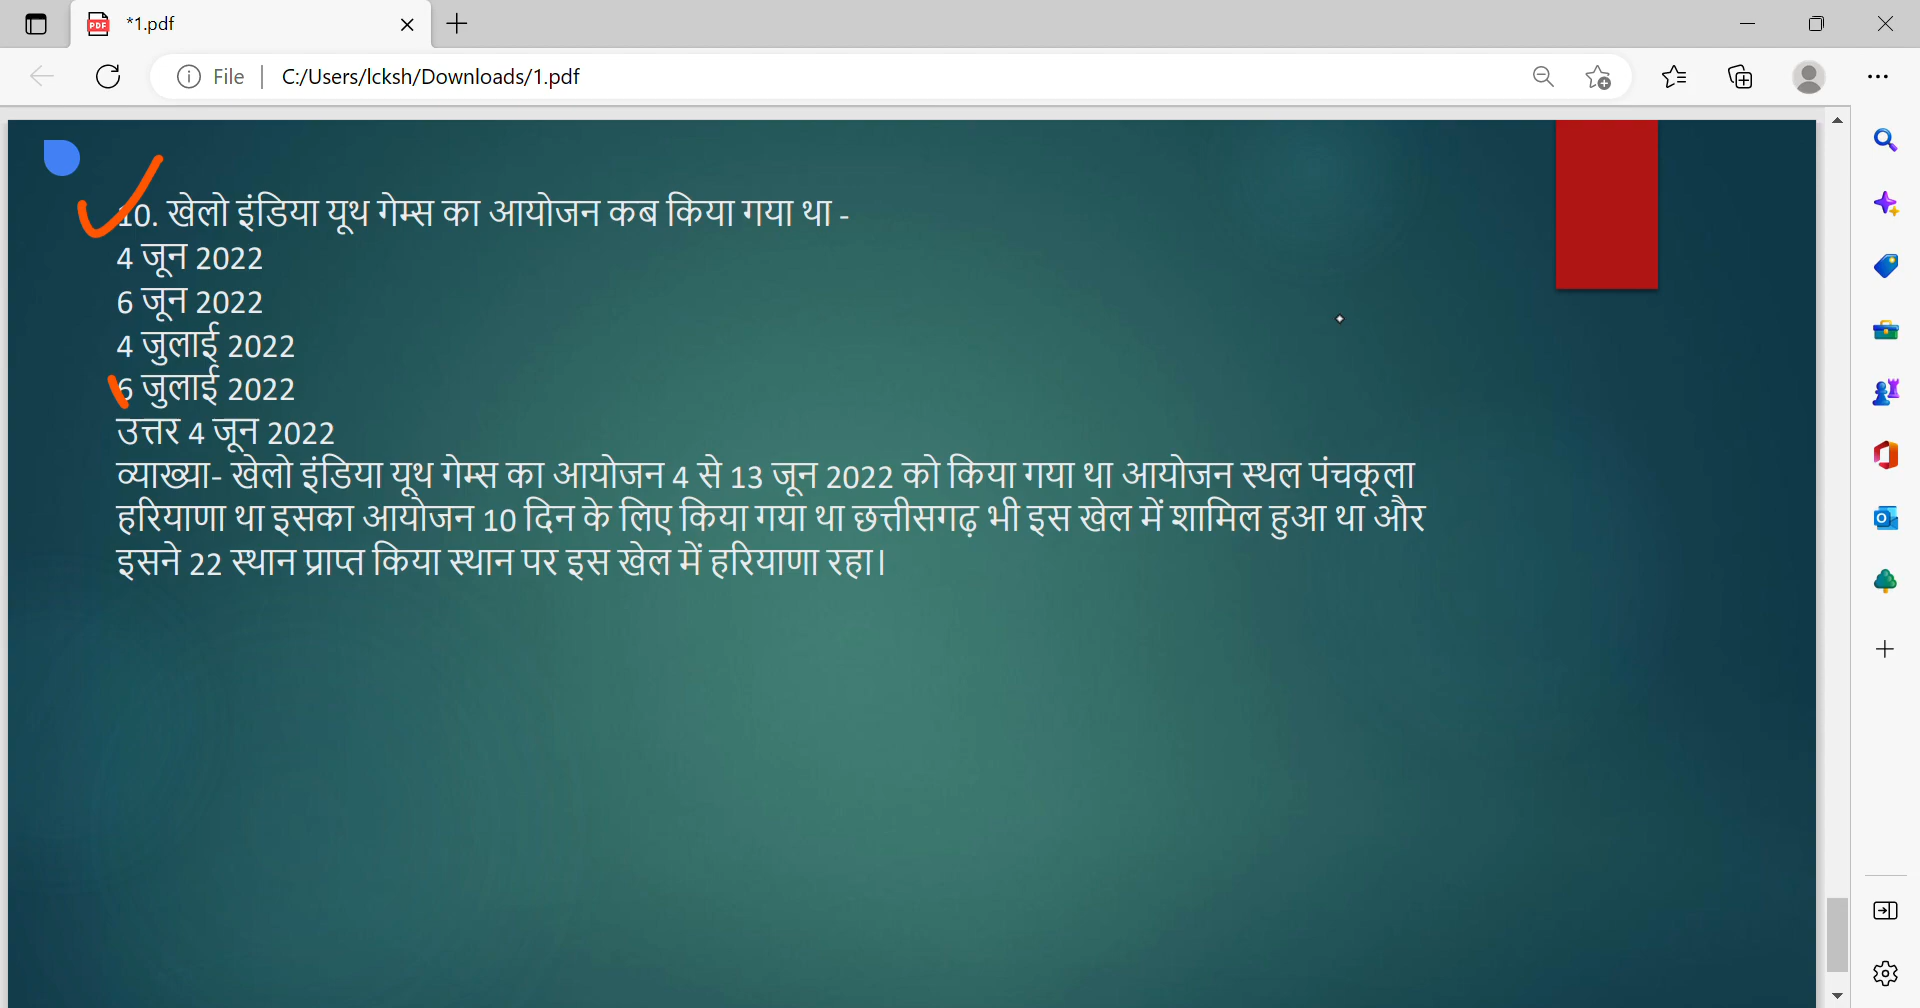 *1.pdf
File
C:/Users/lcksh/Downloads/1.pdf
10. खेलो इंडिया यूथ गेम्स का आयोजन कब किया गया था -
4 जून 2022
6 जून 2022
4 जुलाई 2022
6 जुलाई 2022
उत्तर 4 जून 2022
व्याख्या- खेलो इंडिया यूथ गेम्स का आयोजन 4 से 13 जून 2022 को किया गया था आयोजन स्थल पंचकूला
हरियाणा था इसका आयोजन 10 दिन के लिए किया गया था छत्तीसगढ़ भी इस खेल में शामिल हुआ था और
इसने 22 स्थान प्राप्त किया स्थान पर इस खेल में हरियाणा रहा।